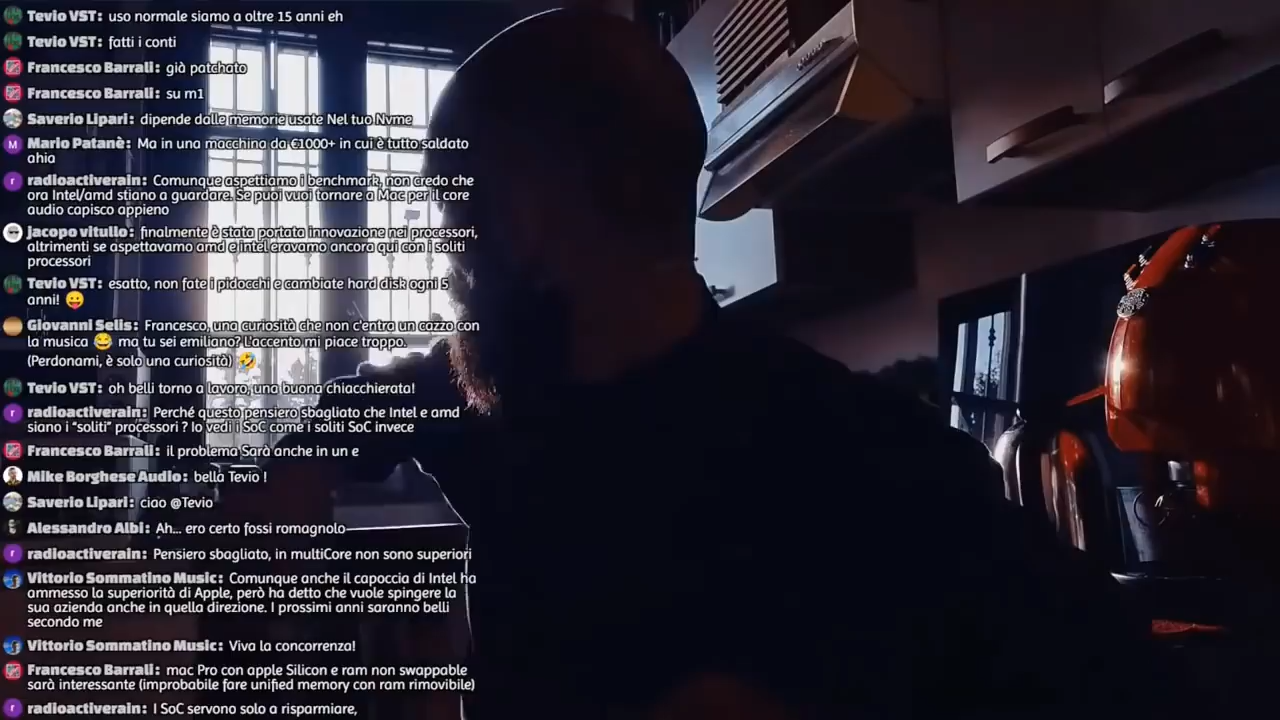 Tevio VST: uso normale siamo a oltre 15 anni eh
Tevio VST: fatti i conti
Francesco Barrali: già patchato
Francesco Barrali: su m1
Saverio Lipari: dipende dalle memorie usate Nel tuo Nvme
Mario Patanè: Ma in una macchina da €1000+ in cui è tutto saldato
ahia
radioactiverain: Comunque aspettiamo i benchmark, non credo che
ora Intel/amd stiano a guardare. Se puoi vuoi tornare a Mac per il core
audio capisco appieno
jacopo vitullo: finalmente è stata portata innovazione nei processori,
altrimenti se aspettavamo amd e intel eravamo ancora qui con i soliti
processori
Tevio VST: esatto, non fate i pidocchi e cambiate hard disk ogni 5
anni! 😛
Giovanni Sells: Francesco, una curiosità che non c'entra un cazzo con
la musica 😂 ma tu sei emiliano? L'accento mi piace troppo.
(Perdonami, è solo una curiosità) 🤣
Tevio VST: oh belli torno a lavoro, una buona chiacchierata!
radioactiverain: Perché questo pensiero sbagliato che Intel e amd
siano i “soliti” processori ? Io vedi i SoC come i soliti SoC invece
Francesco Barrali: il problema Sarà anche in un e
Mike Borghese Audio: bella Tevio !
Saverio Lipari: ciao @Tevio
Alessandro Albi: Ah... ero certo fossi romagnolo
radioactiverain: Pensiero sbagliato, in multiCore non sono superiori
Vittorio Sommatino Music: Comunque anche il capoccia di Intel ha
ammesso la superiorità di Apple, però ha detto che vuole spingere la
sua azienda anche in quella direzione. I prossimi anni saranno belli
secondo me
Vittorio Sommatino Music: Viva la concorrenza!
Francesco Barrali: mac Pro con apple Silicon e ram non swappable
sarà interessante (improbabile fare unified memory con ram rimovibile)
radioactiverain: I SoC servono solo a risparmiare,